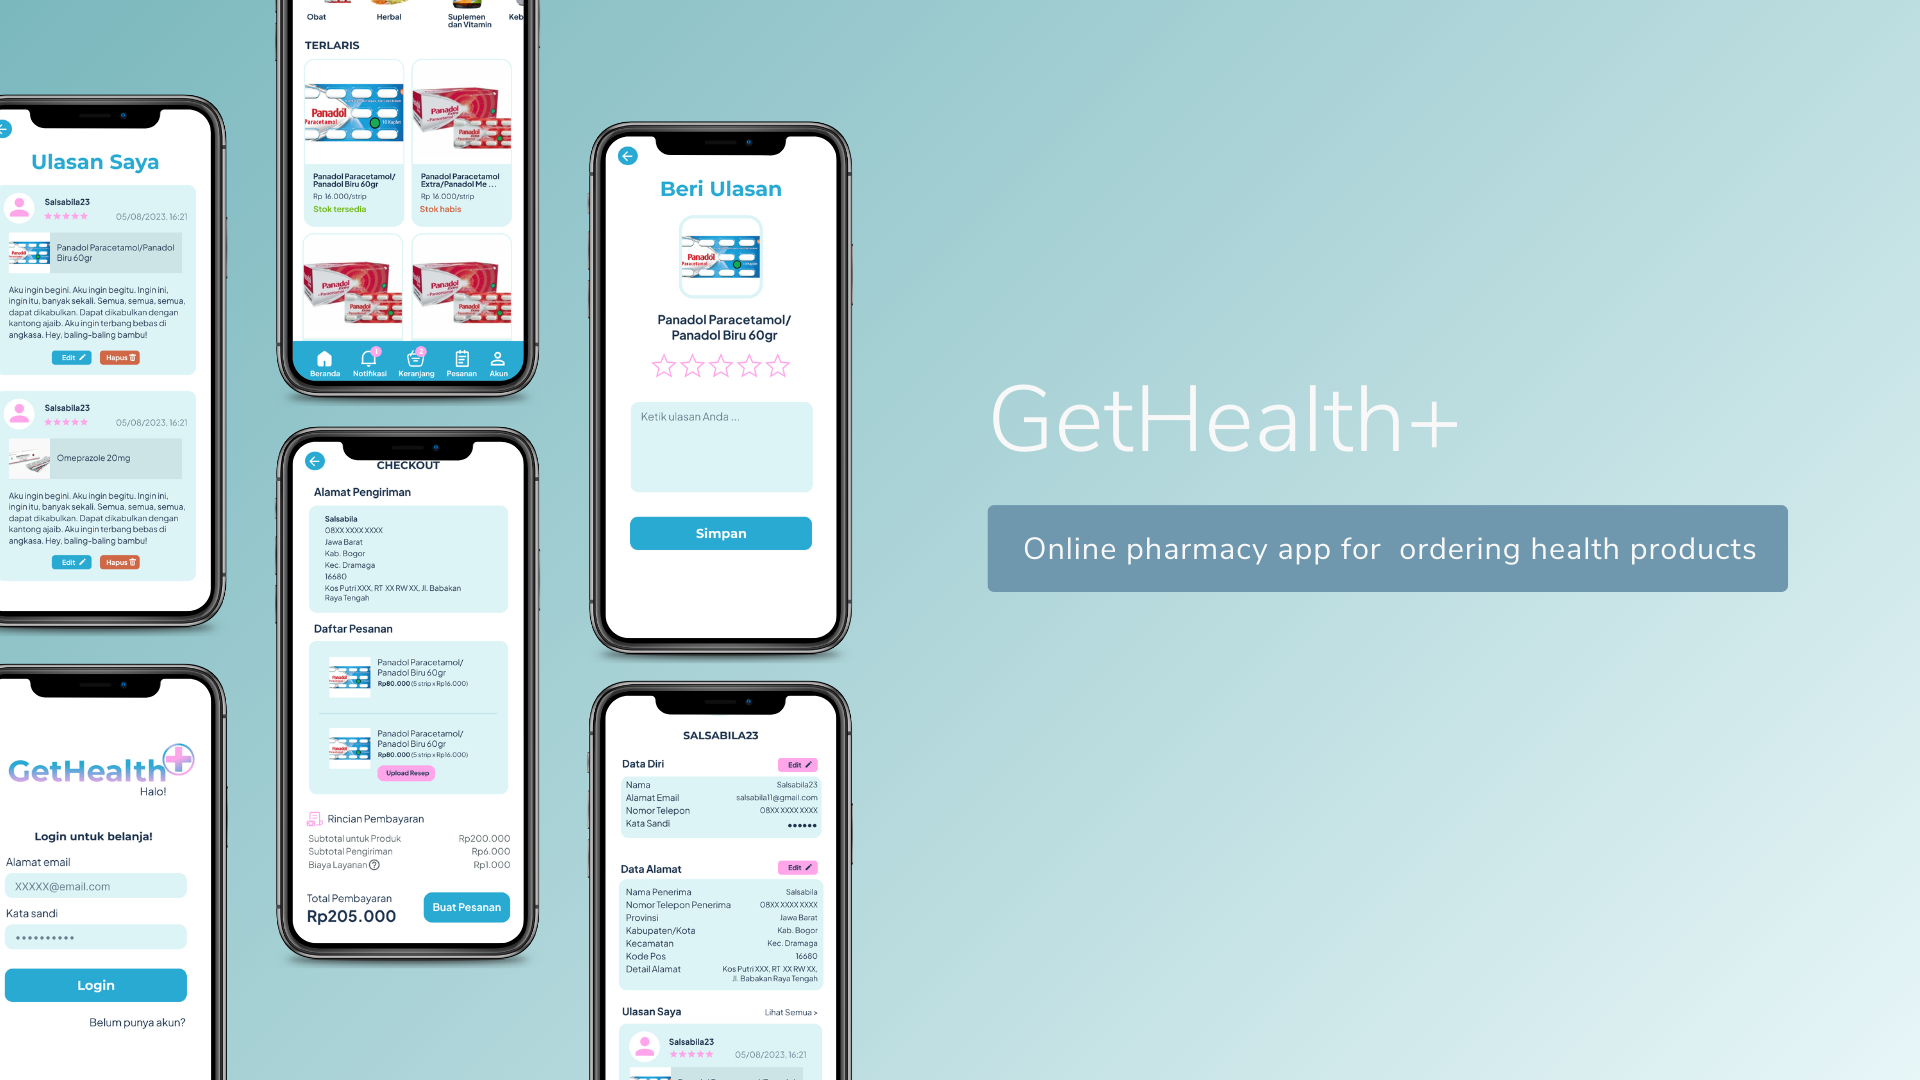 Ulasan Saya
Salsabila23
05/08/2023, 16:21
Panadol Paracetamol/Panadol
Biru 60gr
Aku ingin begini. Aku ingin begitu. Ingin ini,
ingin itu, banyak sekali. Semua, semua, semua,
dapat dikabulkan. Dapat dikabulkan dengan
kantong ajaib. Aku ingin terbang bebas di
angkasa. Hey, baling-baling bambu!
Edit
Hapus
Salsabila23
05/08/2023, 16:21
Omeprazole 20mg
Aku ingin begini. Aku ingin begitu. Ingin ini,
ingin itu, banyak sekali. Semua, semua, semua,
dapat dikabulkan. Dapat dikabulkan dengan
kantong ajaib. Aku ingin terbang bebas di
angkasa. Hey, baling-baling bambu!
Edit
Hapus
GetHealth+
Halo!
Login untuk belanja!
Alamat email
XXXXX@email.com
Kata sandi
Login
Belum punya akun?
Obat
Herbal
Suplemen
dan Vitamin
Keb
TERLARIS
Panadol
Paracetamol
10 Kaplet
Panadol
Panadol Paracetamol/
Panadol Biru 60gr
Rp 16.000/strip
Stok tersedia
Panadol Paracetamol
Extra/Panadol Me ...
Rp 16.000/strip
Stok habis
Panadol
Panadol
1
Beranda
Notifikasi
Keranjang
Pesanan
Akun
CHECKOUT
Alamat Pengiriman
Salsabila
08XX XXXX XXXX
Jawa Barat
Kab. Bogor
Kec. Dramaga
16680
Kos Putri XXX, RT XX RW XX, Jl. Babakan
Raya Tengah
Daftar Pesanan
Panadol Paracetamol/
Panadol Biru 60gr
Rp80.000 (5 strip x Rp16.000)
Panadol Paracetamol/
Panadol Biru 60gr
Rp80.000 (5 strip x Rp16.000)
Upload Resep
Rincian Pembayaran
Subtotal untuk Produk
Rp200.000
Subtotal Pengiriman
Rp6.000
Biaya Layanan
Rp1.000
Total Pembayaran
Rp205.000
Buat Pesanan
Beri Ulasan
Panadol
Paracetamol
Panadol Paracetamol/
Panadol Biru 60gr
Ketik ulasan Anda ...
Simpan
SALSABILA23
Data Diri
Edit
Nama
Salsabila23
Alamat Email
salsabila11@gmail.com
Nomor Telepon
08XX XXXX XXXX
Kata Sandi
Data Alamat
Edit
Nama Penerima
Salsabila
Nomor Telepon Penerima
08XX XXXX XXXX
Provinsi
Jawa Barat
Kabupaten/Kota
Kab. Bogor
Kecamatan
Kec. Dramaga
Kode Pos
16680
Detail Alamat
Kos Putri XXX, RT XX RW XX,
Jl. Babakan Raya Tengah
Ulasan Saya
Lihat Semua >
Salsabila23
05/08/2023, 16:21
GetHealth+
Online pharmacy app for ordering health products